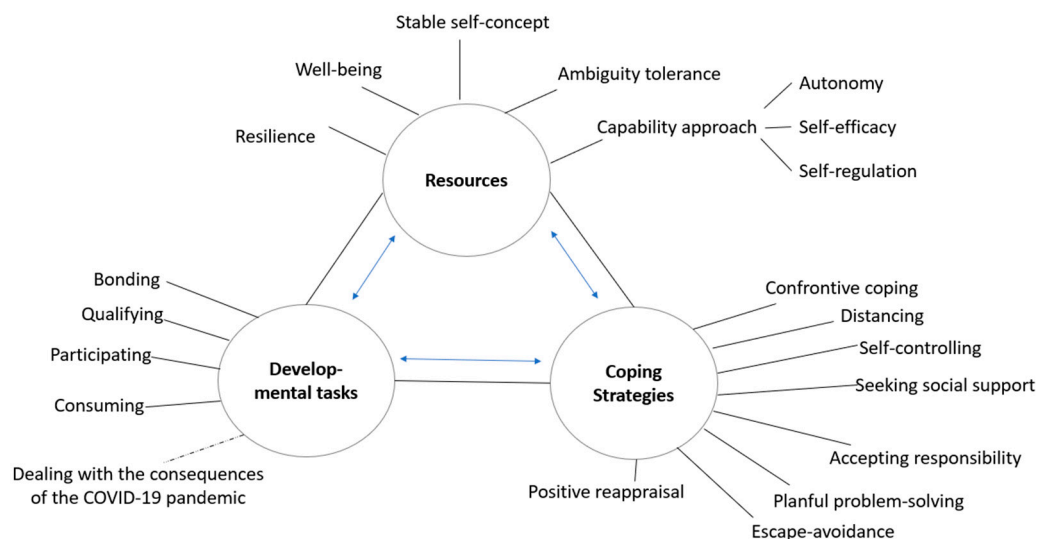 Stable self-concept
Well-being
Ambiguity tolerance
Autonomy
Resilience
Capability approach
Self-efficacy
Self-regulation
Resources
Bonding
Qualifying
Participating
Consuming
Dealing with the consequences
of the COVID-19 pandemic
Develop-
mental tasks
Coping
Strategies
Confrontive coping
Distancing
Self-controlling
Seeking social support
Accepting responsibility
Planful problem-solving
Escape-avoidance
Positive reappraisal